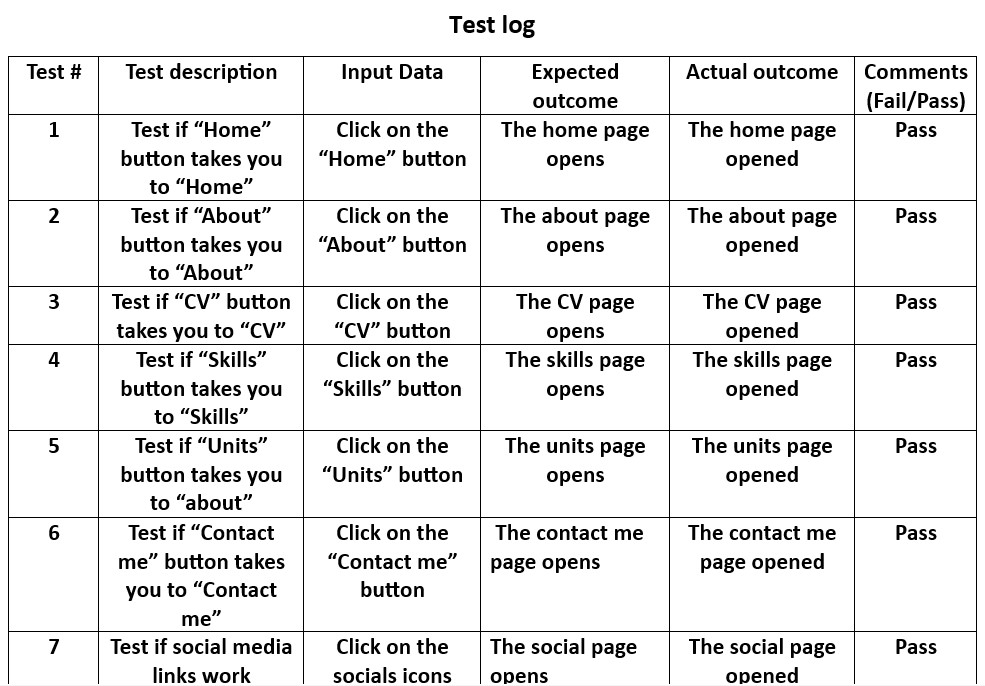 Test log
Test # Test description Input Data Expected outcome Actual outcome Comments (Fail/Pass)
1 Test if “Home” button takes you to “Home” Click on the “Home” button The home page opens The home page opened Pass
2 Test if “About” button takes you to “About” Click on the “About” button The about page opens The about page opened Pass
3 Test if “CV” button takes you to “CV” Click on the “CV” button The CV page opens The CV page opened Pass
4 Test if “Skills” button takes you to “Skills” Click on the “Skills” button The skills page opens The skills page opened Pass
5 Test if “Units” button takes you to “about” Click on the “Units” button The units page opens The units page opened Pass
6 Test if “Contact me” button takes you to “Contact me” Click on the “Contact me” button The contact me page opens The contact me page opened Pass
7 Test if social media links work Click on the socials icons The social page opens The social page opened Pass